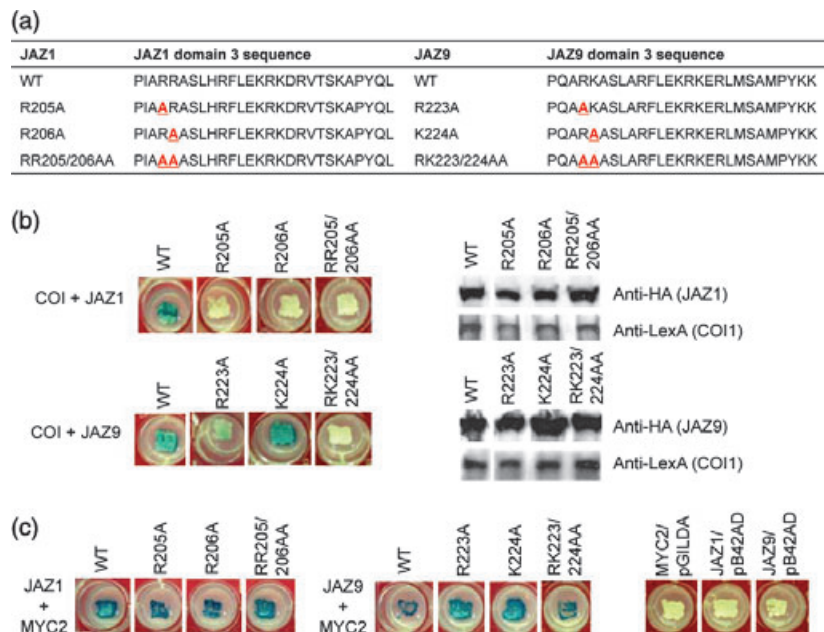 (a)
JAZ1 JAZ1 domain 3 sequence JAZ9 JAZ9 domain 3 sequence
WT PIARRASLHRFLEKRKDRVTSKAPYQL WT PQARKASLARFLEKRKERLMSAMPYKK
R205A PIAARASLHRFLEKRKDRVTSKAPYQL R223A PQAAKASLARFLEKRKERLMSAMPYKK
R206A PIARAASLHRFLEKRKDRVTSKAPYQL K224A PQARAASLARFLEKRKERLMSAMPYKK
RR205/206AA PIAAAASLHRFLEKRKDRVTSKAPYQL RK223/224AA PQAAAASLARFLEKRKERLMSAMPYKK
(b)
WT R205A R206A RR205/206AA
COI + JAZ1
WT R205A R206A RR205/206AA
Anti-HA (JAZ1)
Anti-LexA (COI1)
WT R223A K224A RK223/224AA
COI + JAZ9
WT R223A K224A RK223/224AA
Anti-HA (JAZ9)
Anti-LexA (COI1)
(c)
WT R205A R206A RR205/206AA
JAZ1 + MYC2
WT R223A K224A RK223/224AA
JAZ9 + MYC2
MYC2/pGILDA JAZ1/pB42AD JAZ9/pB42AD